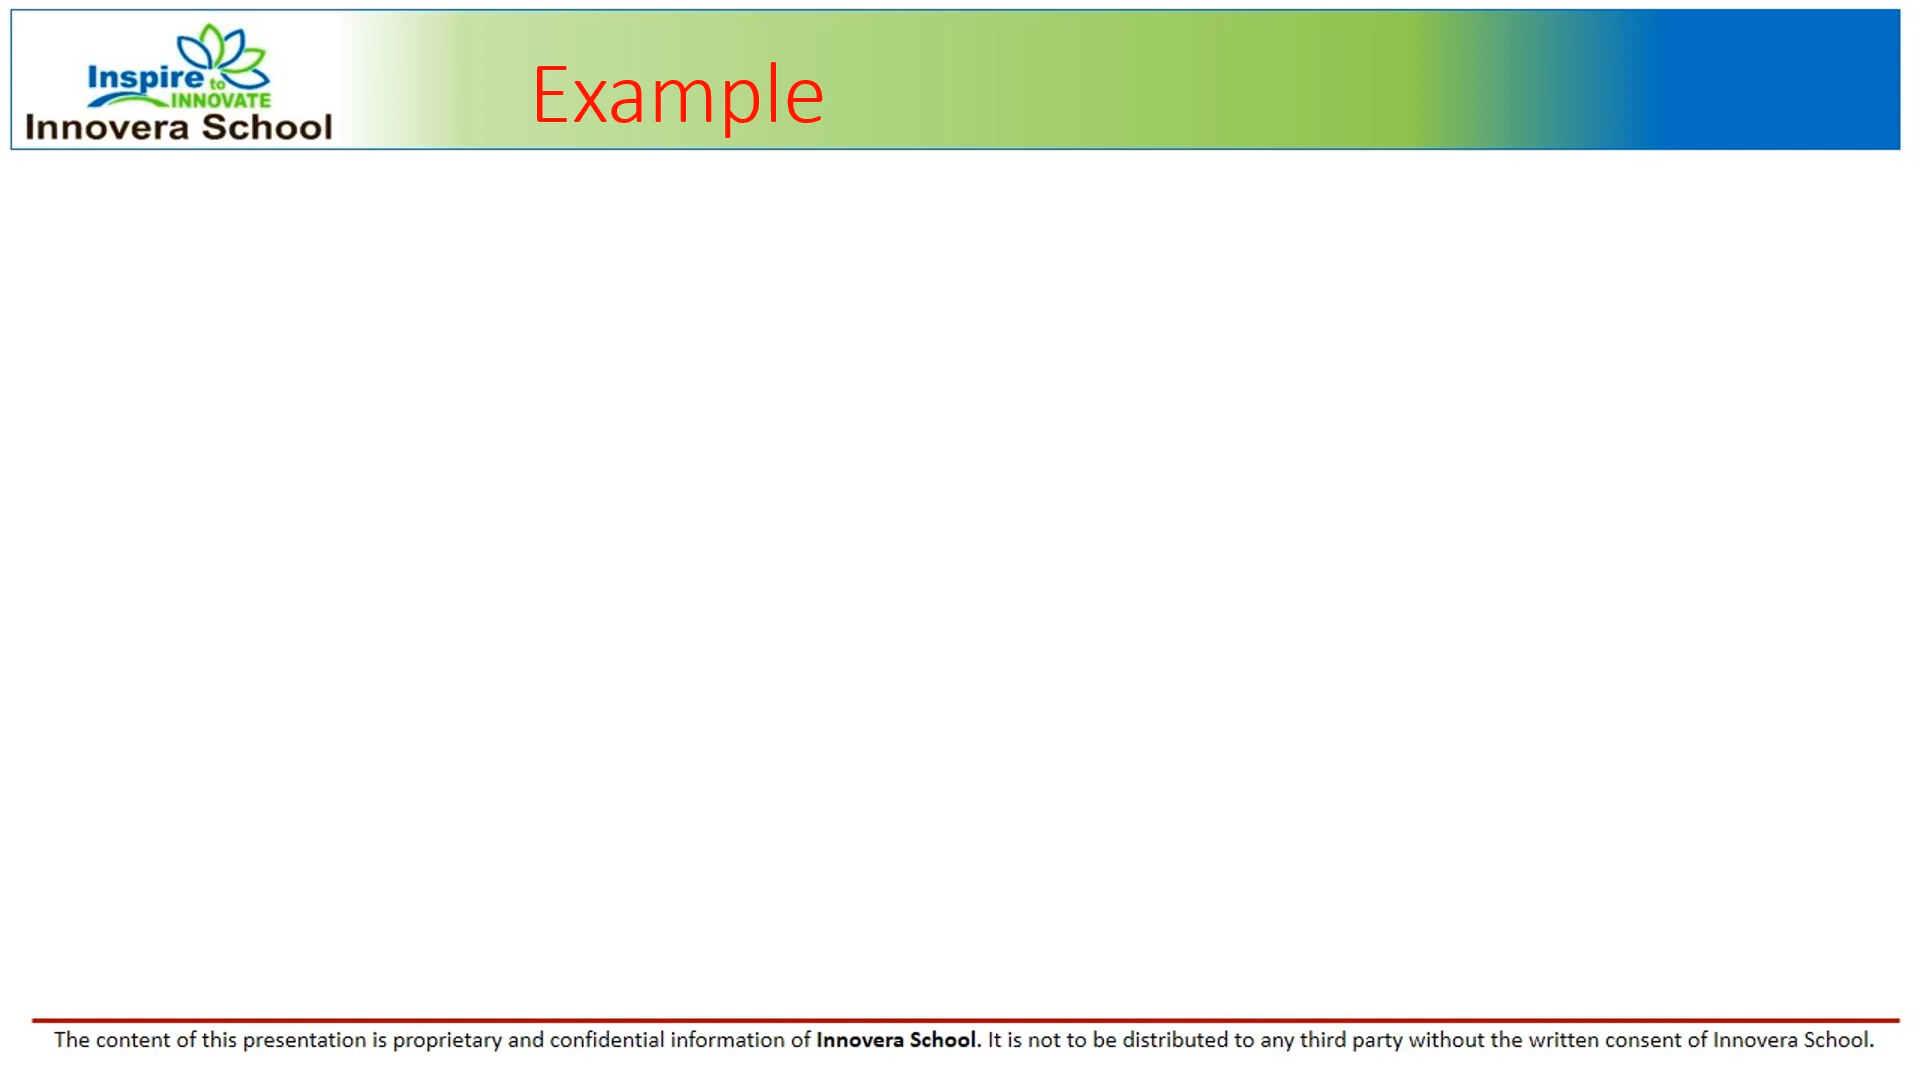 Inspire to
INNOVATE
Innovera School
Example
The content of this presentation is proprietary and confidential information of Innovera School. It is not to be distributed to any third party without the written consent of Innovera School.